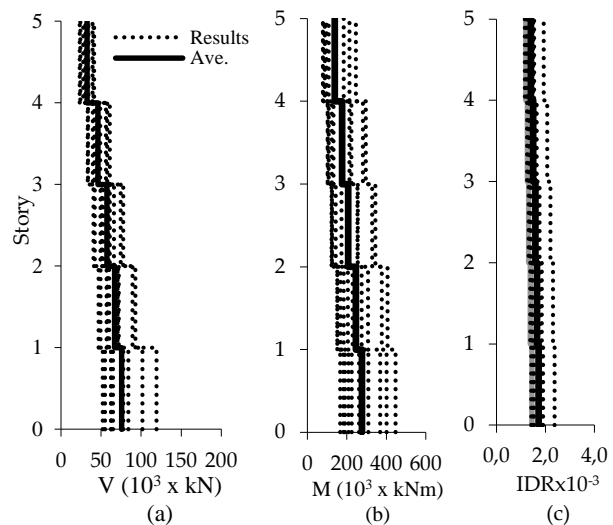 5
4
3
2
1
0
Story
Results
Ave.
0 50 100 150 200
V (10³ x kN)
(a)
5
4
3
2
1
0
0 200 400 600
M (10³ x kNm)
(b)
5
4
3
2
1
0
0,0 2,0 4,0
IDRx10⁻³
(c)